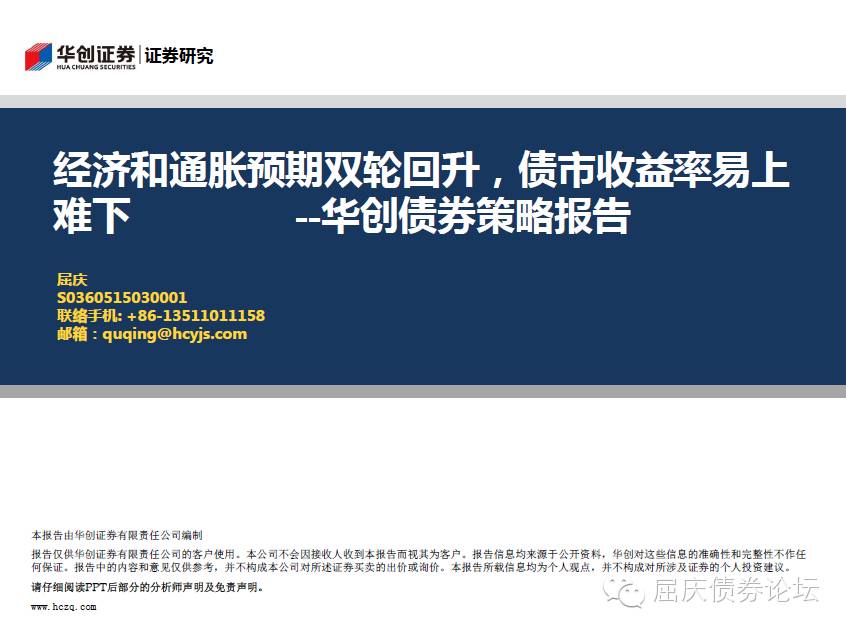 华创证券 证券研究
HUA CHUANG SECURITIES
经济和通胀预期双轮回升，债市收益率易上
难下 --华创债券策略报告
屈庆
S0360515030001
联络手机: +86-13511011158
邮箱：quqing@hcyjs.com
本报告由华创证券有限责任公司编制
报告仅供华创证券有限责任公司的客户使用。本公司不会因接收人收到本报告而视其为客户。报告信息均来源于公开资料，华创对这些信息的准确性和完整性不作任
何保证。报告中的内容和意见仅供参考，并不构成本公司对所述证券买卖的出价或询价。本报告所载信息均为个人观点，并不构成对所涉及证券的个人投资建议。
请仔细阅读PPT后部分的分析师声明及免责声明。
www.hczq.com
屈庆债券论坛